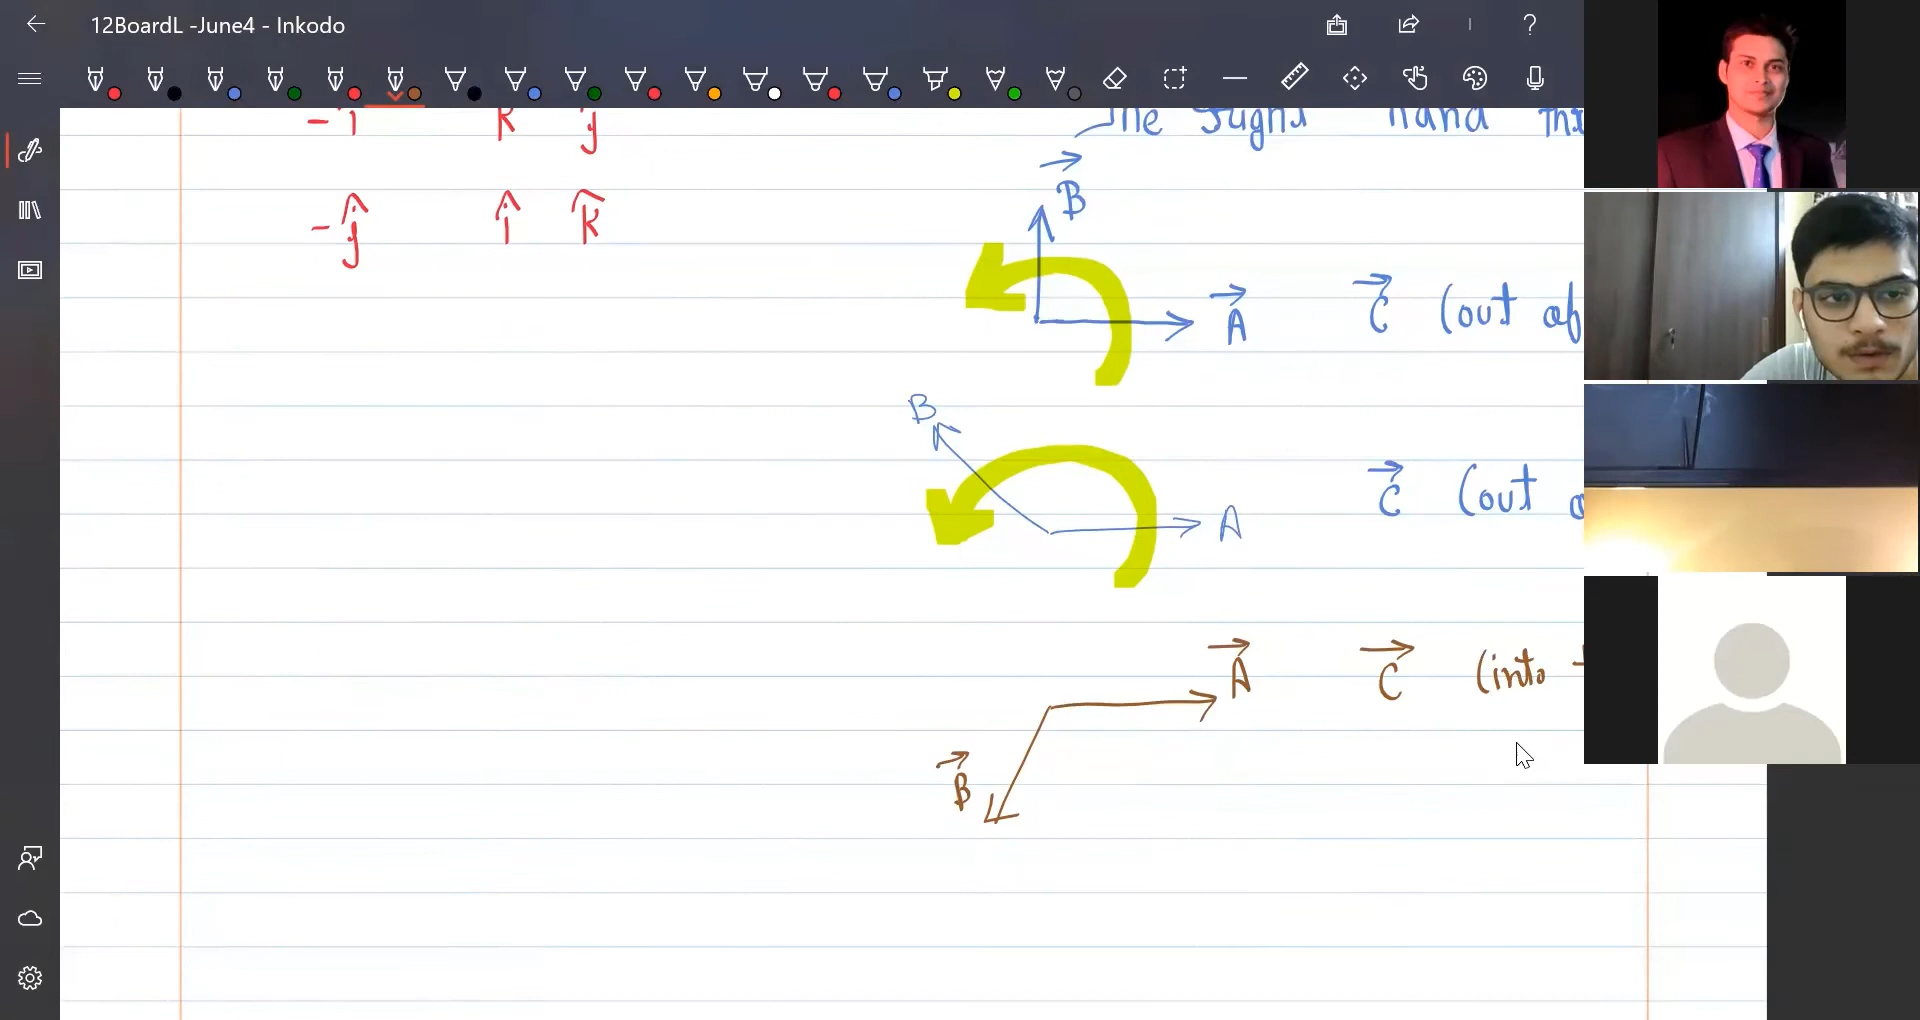 12BoardL -June4 - Inkodo
-i k j
The right hand
B
-ĵ î k̂
A C (out of
B
A C (out
A C (into
B